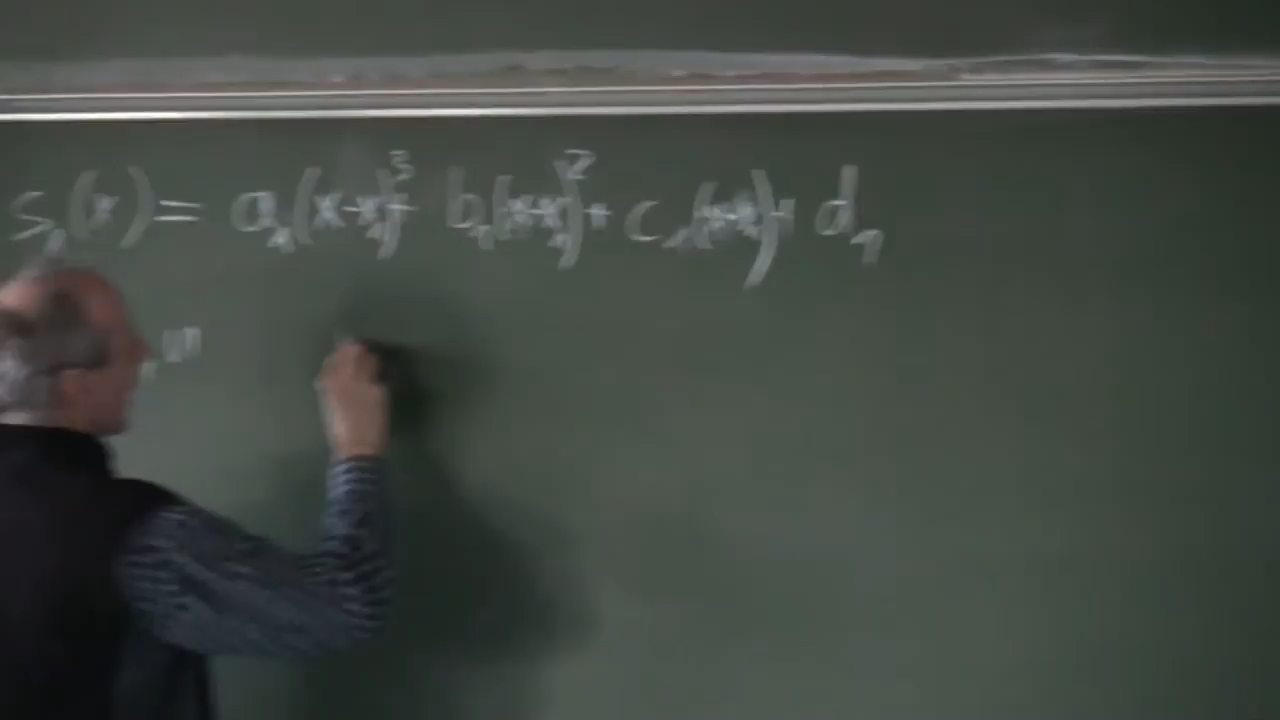 s₁(x) = a₁(x-x₁)³ + b₁(x-x₁)² + c₁(x-x₁) + d₁